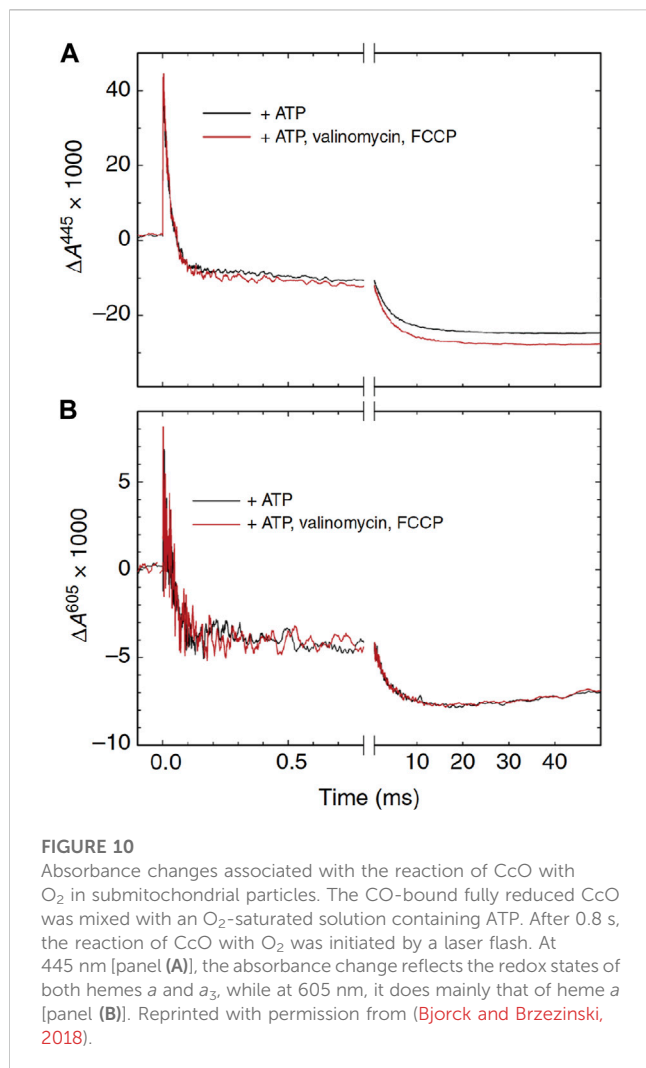 A
40
20
0
−20
ΔA⁴⁴⁵ × 1000
+ ATP
+ ATP, valinomycin, FCCP
B
5
0
−5
−10
ΔA⁶⁰⁵ × 1000
+ ATP
+ ATP, valinomycin, FCCP
0.0 0.5 10 20 30 40
Time (ms)
FIGURE 10
Absorbance changes associated with the reaction of CcO with
O₂ in submitochondrial particles. The CO-bound fully reduced CcO
was mixed with an O₂-saturated solution containing ATP. After 0.8 s,
the reaction of CcO with O₂ was initiated by a laser flash. At
445 nm [panel (A)], the absorbance change reflects the redox states of
both hemes a and a₃, while at 605 nm, it does mainly that of heme a
[panel (B)]. Reprinted with permission from (Bjorck and Brzezinski,
2018).